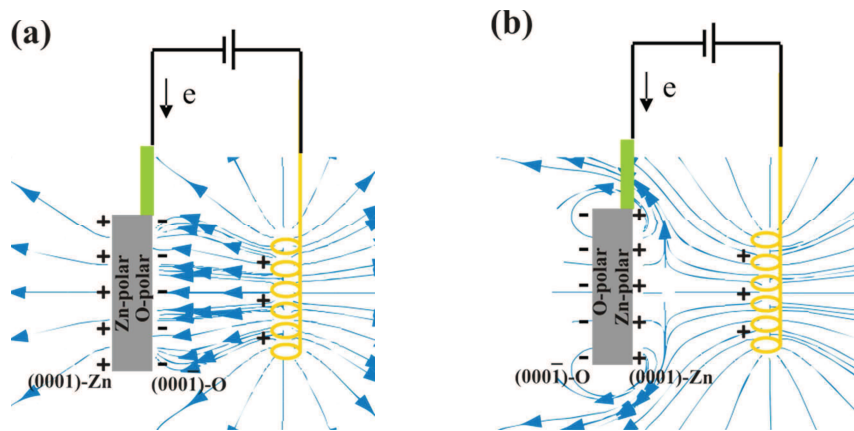 (a)
e
+ + + + +
Zn-polar
O-polar
- - - - -
+ + +
(0001)-Zn
(0001̄)-O
(b)
e
- - - - -
O-polar
Zn-polar
+ + + + +
+ + +
(0001̄)-O
(0001)-Zn